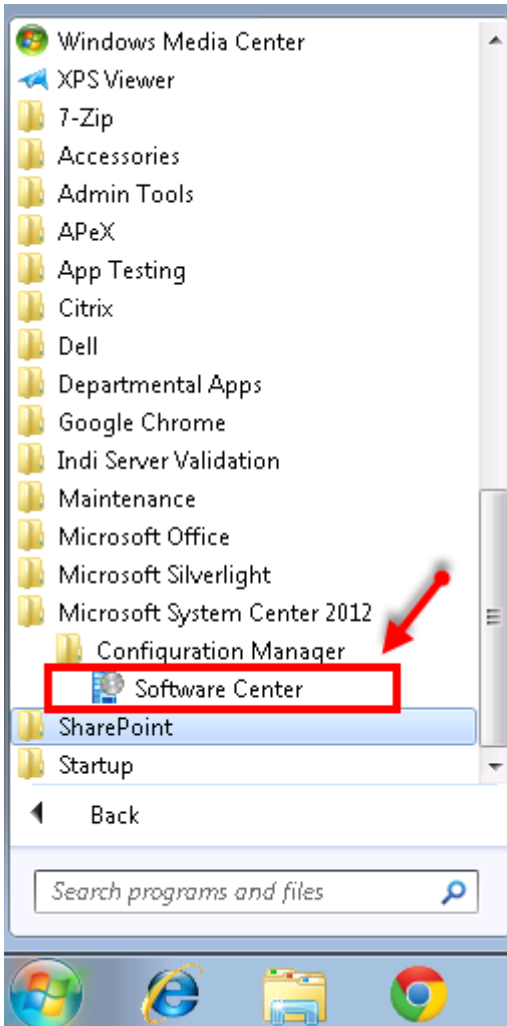 Windows Media Center
XPS Viewer
7-Zip
Accessories
Admin Tools
APeX
App Testing
Citrix
Dell
Departmental Apps
Google Chrome
Indi Server Validation
Maintenance
Microsoft Office
Microsoft Silverlight
Microsoft System Center 2012
Configuration Manager
Software Center
SharePoint
Startup
Back
Search programs and files